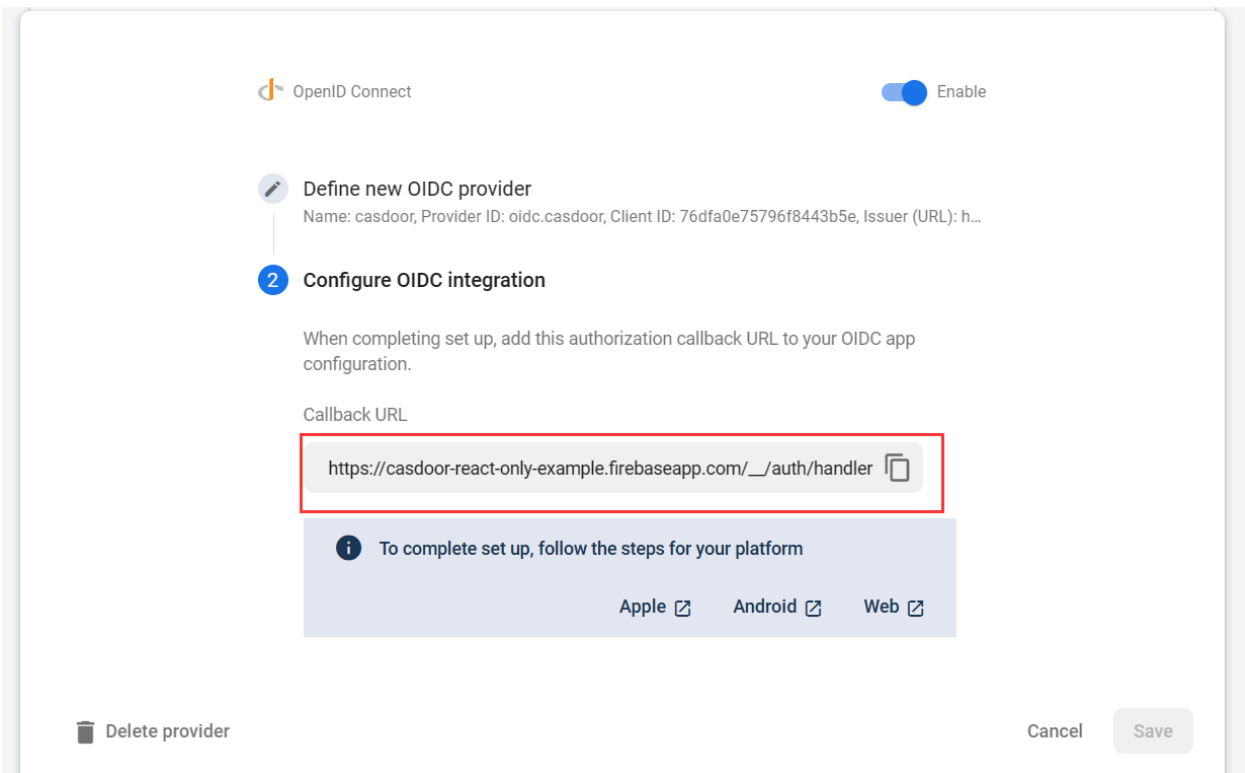 OpenID Connect
Enable
Define new OIDC provider
Name: casdoor, Provider ID: oidc.casdoor, Client ID: 76dfa0e75796f8443b5e, Issuer (URL): h...
2
Configure OIDC integration
When completing set up, add this authorization callback URL to your OIDC app
configuration.
Callback URL
https://casdoor-react-only-example.firebaseapp.com/__/auth/handler
To complete set up, follow the steps for your platform
Apple
Android
Web
Delete provider
Cancel
Save